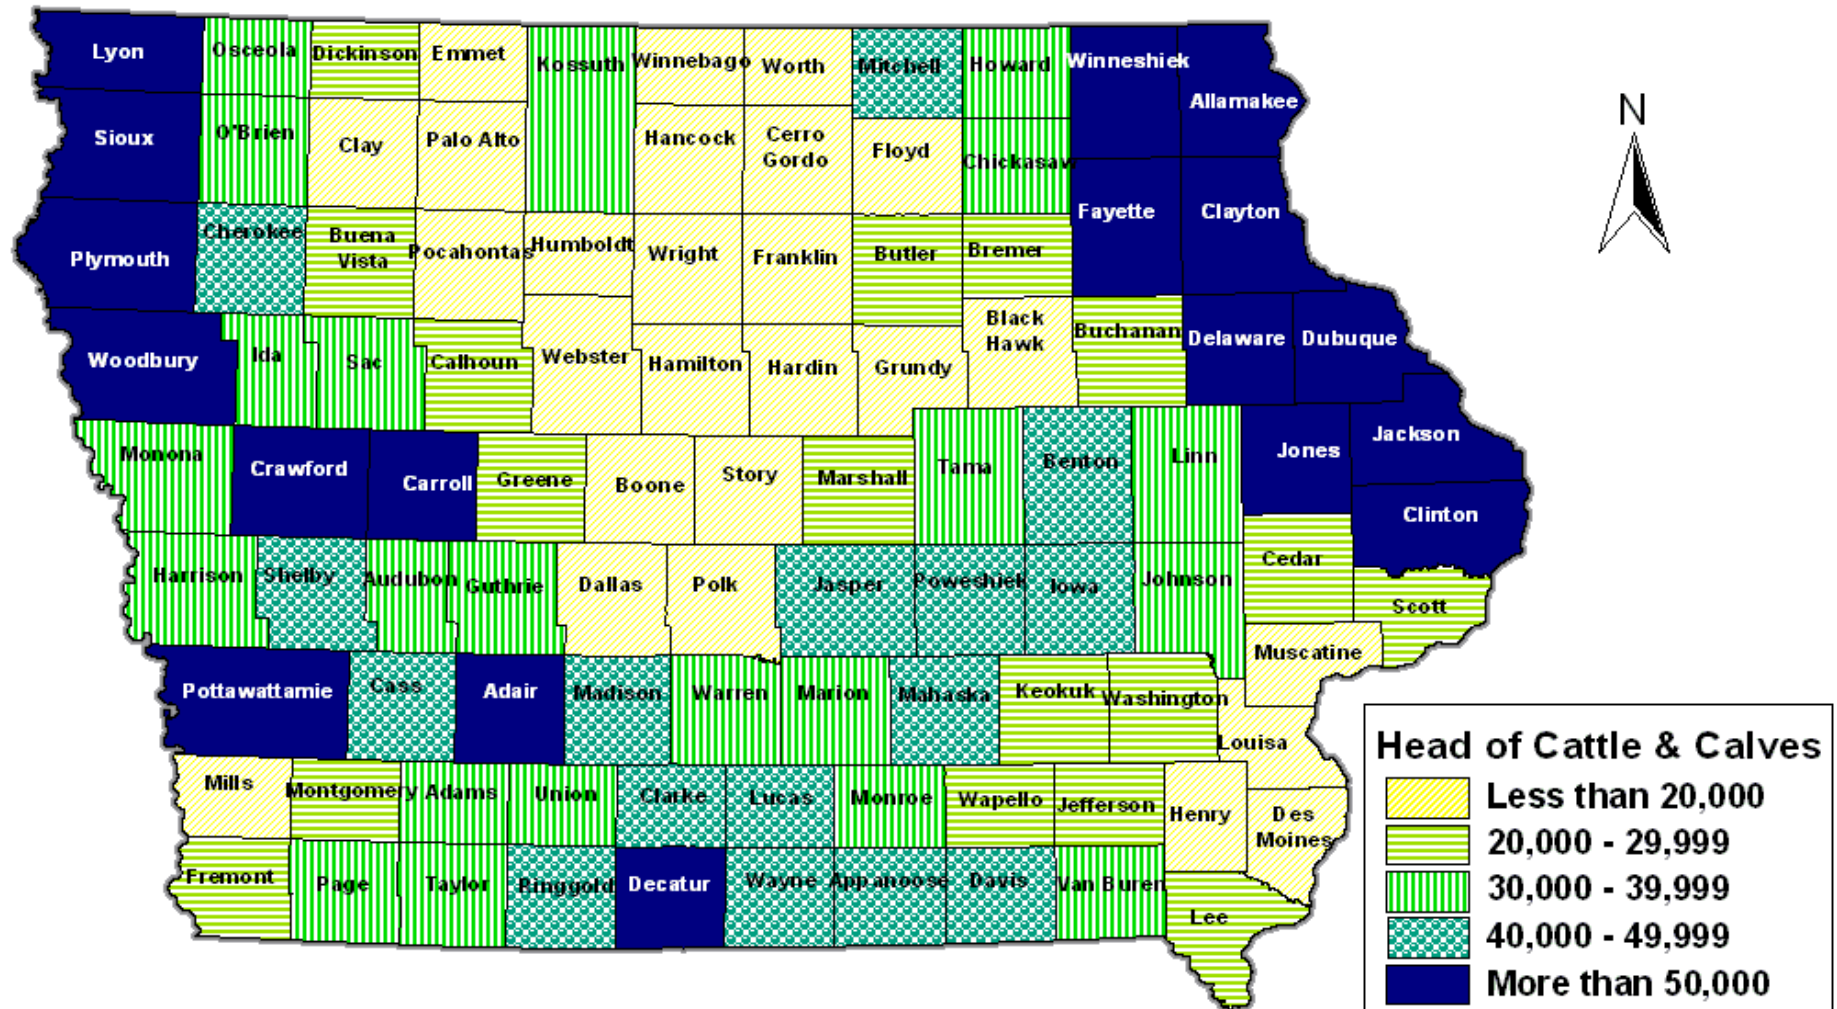 Lyon
Osceola
Dickinson
Emmet
Kossuth
Winnebago
Worth
Mitchell
Howard
Winneshiek
Allamakee
N
Sioux
O'Brien
Clay
Palo Alto
Hancock
Cerro
Gordo
Floyd
Chickasaw
Plymouth
Cherokee
Buena
Vista
Pocahontas
Humboldt
Wright
Franklin
Butler
Bremer
Fayette
Clayton
Woodbury
Ida
Sac
Calhoun
Webster
Hamilton
Hardin
Grundy
Black
Hawk
Buchanan
Delaware
Dubuque
Monona
Crawford
Carroll
Greene
Boone
Story
Marshall
Tama
Benton
Linn
Jones
Jackson
Clinton
Harrison
Shelby
Audubon
Guthrie
Dallas
Polk
Jasper
Poweshiek
Iowa
Johnson
Cedar
Scott
Muscatine
Pottawattamie
Cass
Adair
Madison
Warren
Marion
Mahaska
Keokuk
Washington
Louisa
Mills
Montgomery
Adams
Union
Clarke
Lucas
Monroe
Wapello
Jefferson
Henry
Des
Moines
Fremont
Page
Taylor
Ringgold
Decatur
Wayne
Appanoose
Davis
Van Buren
Lee
Head of Cattle & Calves
Less than 20,000
20,000 - 29,999
30,000 - 39,999
40,000 - 49,999
More than 50,000